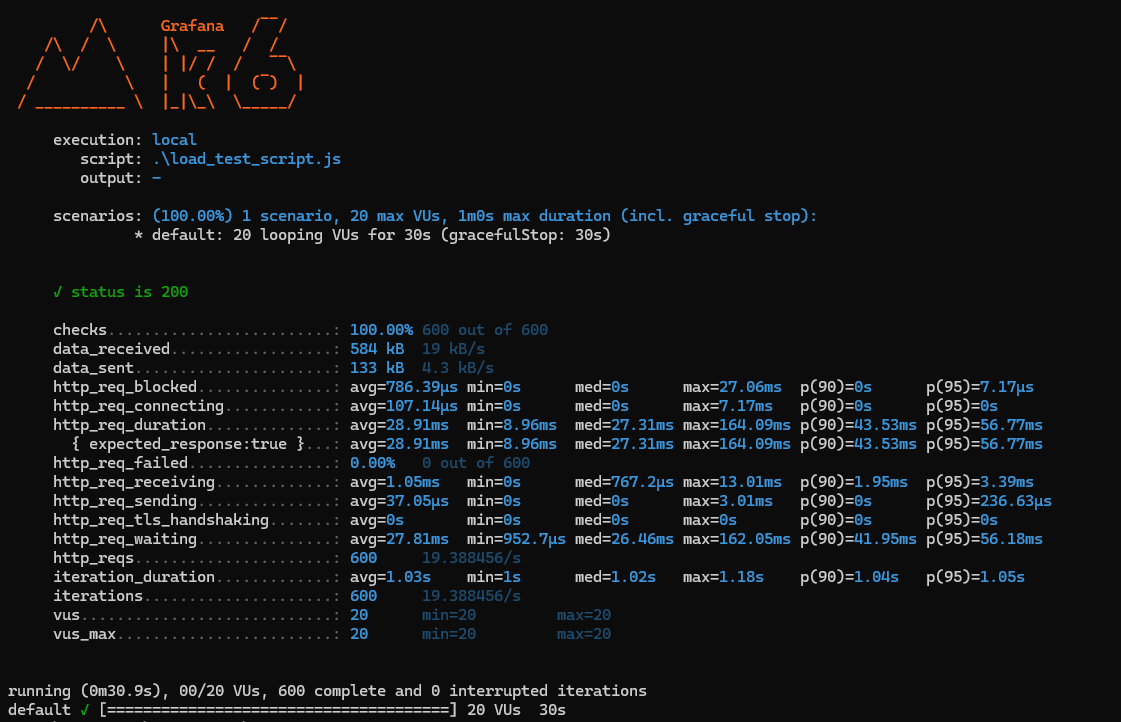 Grafana
k6
execution: local
script: .\load_test_script.js
output: -
scenarios: (100.00%) 1 scenario, 20 max VUs, 1m0s max duration (incl. graceful stop):
* default: 20 looping VUs for 30s (gracefulStop: 30s)
✓ status is 200
checks.........................: 100.00% 600 out of 600
data_received..................: 584 kB 19 kB/s
data_sent......................: 133 kB 4.3 kB/s
http_req_blocked...............: avg=786.39µs min=0s med=0s max=27.06ms p(90)=0s p(95)=7.17µs
http_req_connecting............: avg=107.14µs min=0s med=0s max=7.17ms p(90)=0s p(95)=0s
http_req_duration..............: avg=28.91ms min=8.96ms med=27.31ms max=164.09ms p(90)=43.53ms p(95)=56.77ms
{ expected_response:true }...: avg=28.91ms min=8.96ms med=27.31ms max=164.09ms p(90)=43.53ms p(95)=56.77ms
http_req_failed................: 0.00% 0 out of 600
http_req_receiving.............: avg=1.05ms min=0s med=767.2µs max=13.01ms p(90)=1.95ms p(95)=3.39ms
http_req_sending...............: avg=37.05µs min=0s med=0s max=3.01ms p(90)=0s p(95)=236.63µs
http_req_tls_handshaking.......: avg=0s min=0s med=0s max=0s p(90)=0s p(95)=0s
http_req_waiting...............: avg=27.81ms min=952.7µs med=26.46ms max=162.05ms p(90)=41.95ms p(95)=56.18ms
http_reqs......................: 600 19.388456/s
iteration_duration.............: avg=1.03s min=1s med=1.02s max=1.18s p(90)=1.04s p(95)=1.05s
iterations.....................: 600 19.388456/s
vus............................: 20 min=20 max=20
vus_max........................: 20 min=20 max=20
running (0m30.9s), 00/20 VUs, 600 complete and 0 interrupted iterations
default ✓ [======================================] 20 VUs 30s